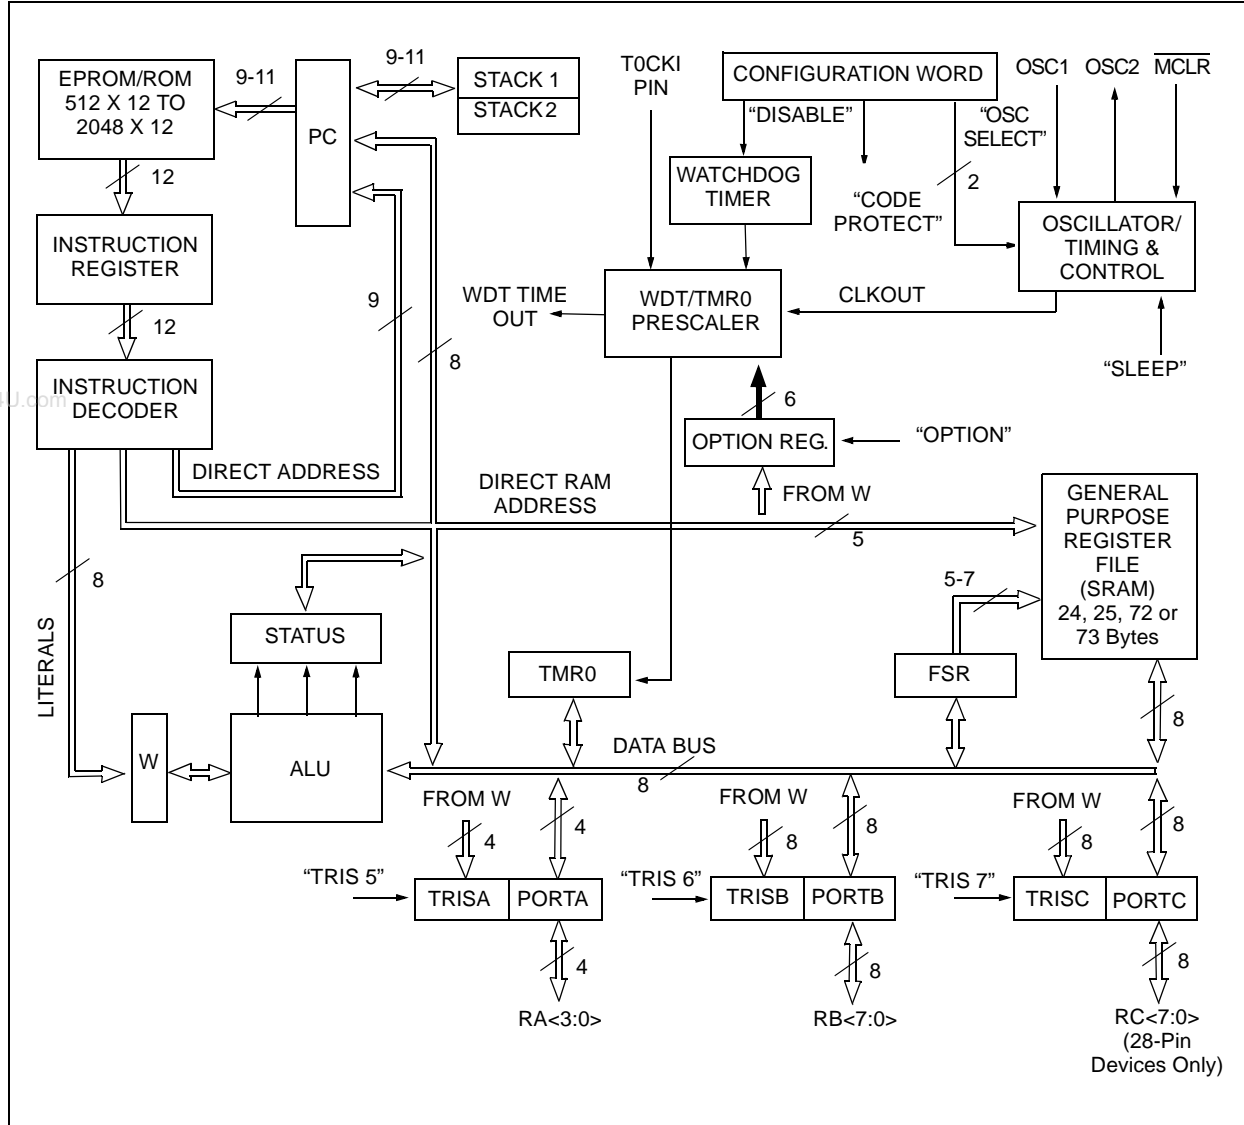 EPROM/ROM
512 X 12 TO
2048 X 12
9-11
PC
9-11
STACK 1
STACK 2
T0CKI
PIN
CONFIGURATION WORD
OSC1
OSC2
MCLR
“DISABLE”
“OSC
SELECT”
12
WATCHDOG
TIMER
“CODE
PROTECT”
2
INSTRUCTION
REGISTER
OSCILLATOR/
TIMING &
CONTROL
9
WDT TIME
OUT
WDT/TMR0
PRESCALER
CLKOUT
12
8
“SLEEP”
4U.com
INSTRUCTION
DECODER
6
OPTION REG.
“OPTION”
DIRECT ADDRESS
DIRECT RAM
ADDRESS
FROM W
5
GENERAL
PURPOSE
REGISTER
FILE
(SRAM)
24, 25, 72 or
73 Bytes
8
LITERALS
5-7
STATUS
TMR0
FSR
8
W
ALU
DATA BUS
8
FROM W
4
4
FROM W
8
8
FROM W
8
8
“TRIS 5”
TRISA
PORTA
“TRIS 6”
TRISB
PORTB
“TRIS 7”
TRISC
PORTC
4
8
8
RA<3:0>
RB<7:0>
RC<7:0>
(28-Pin
Devices Only)